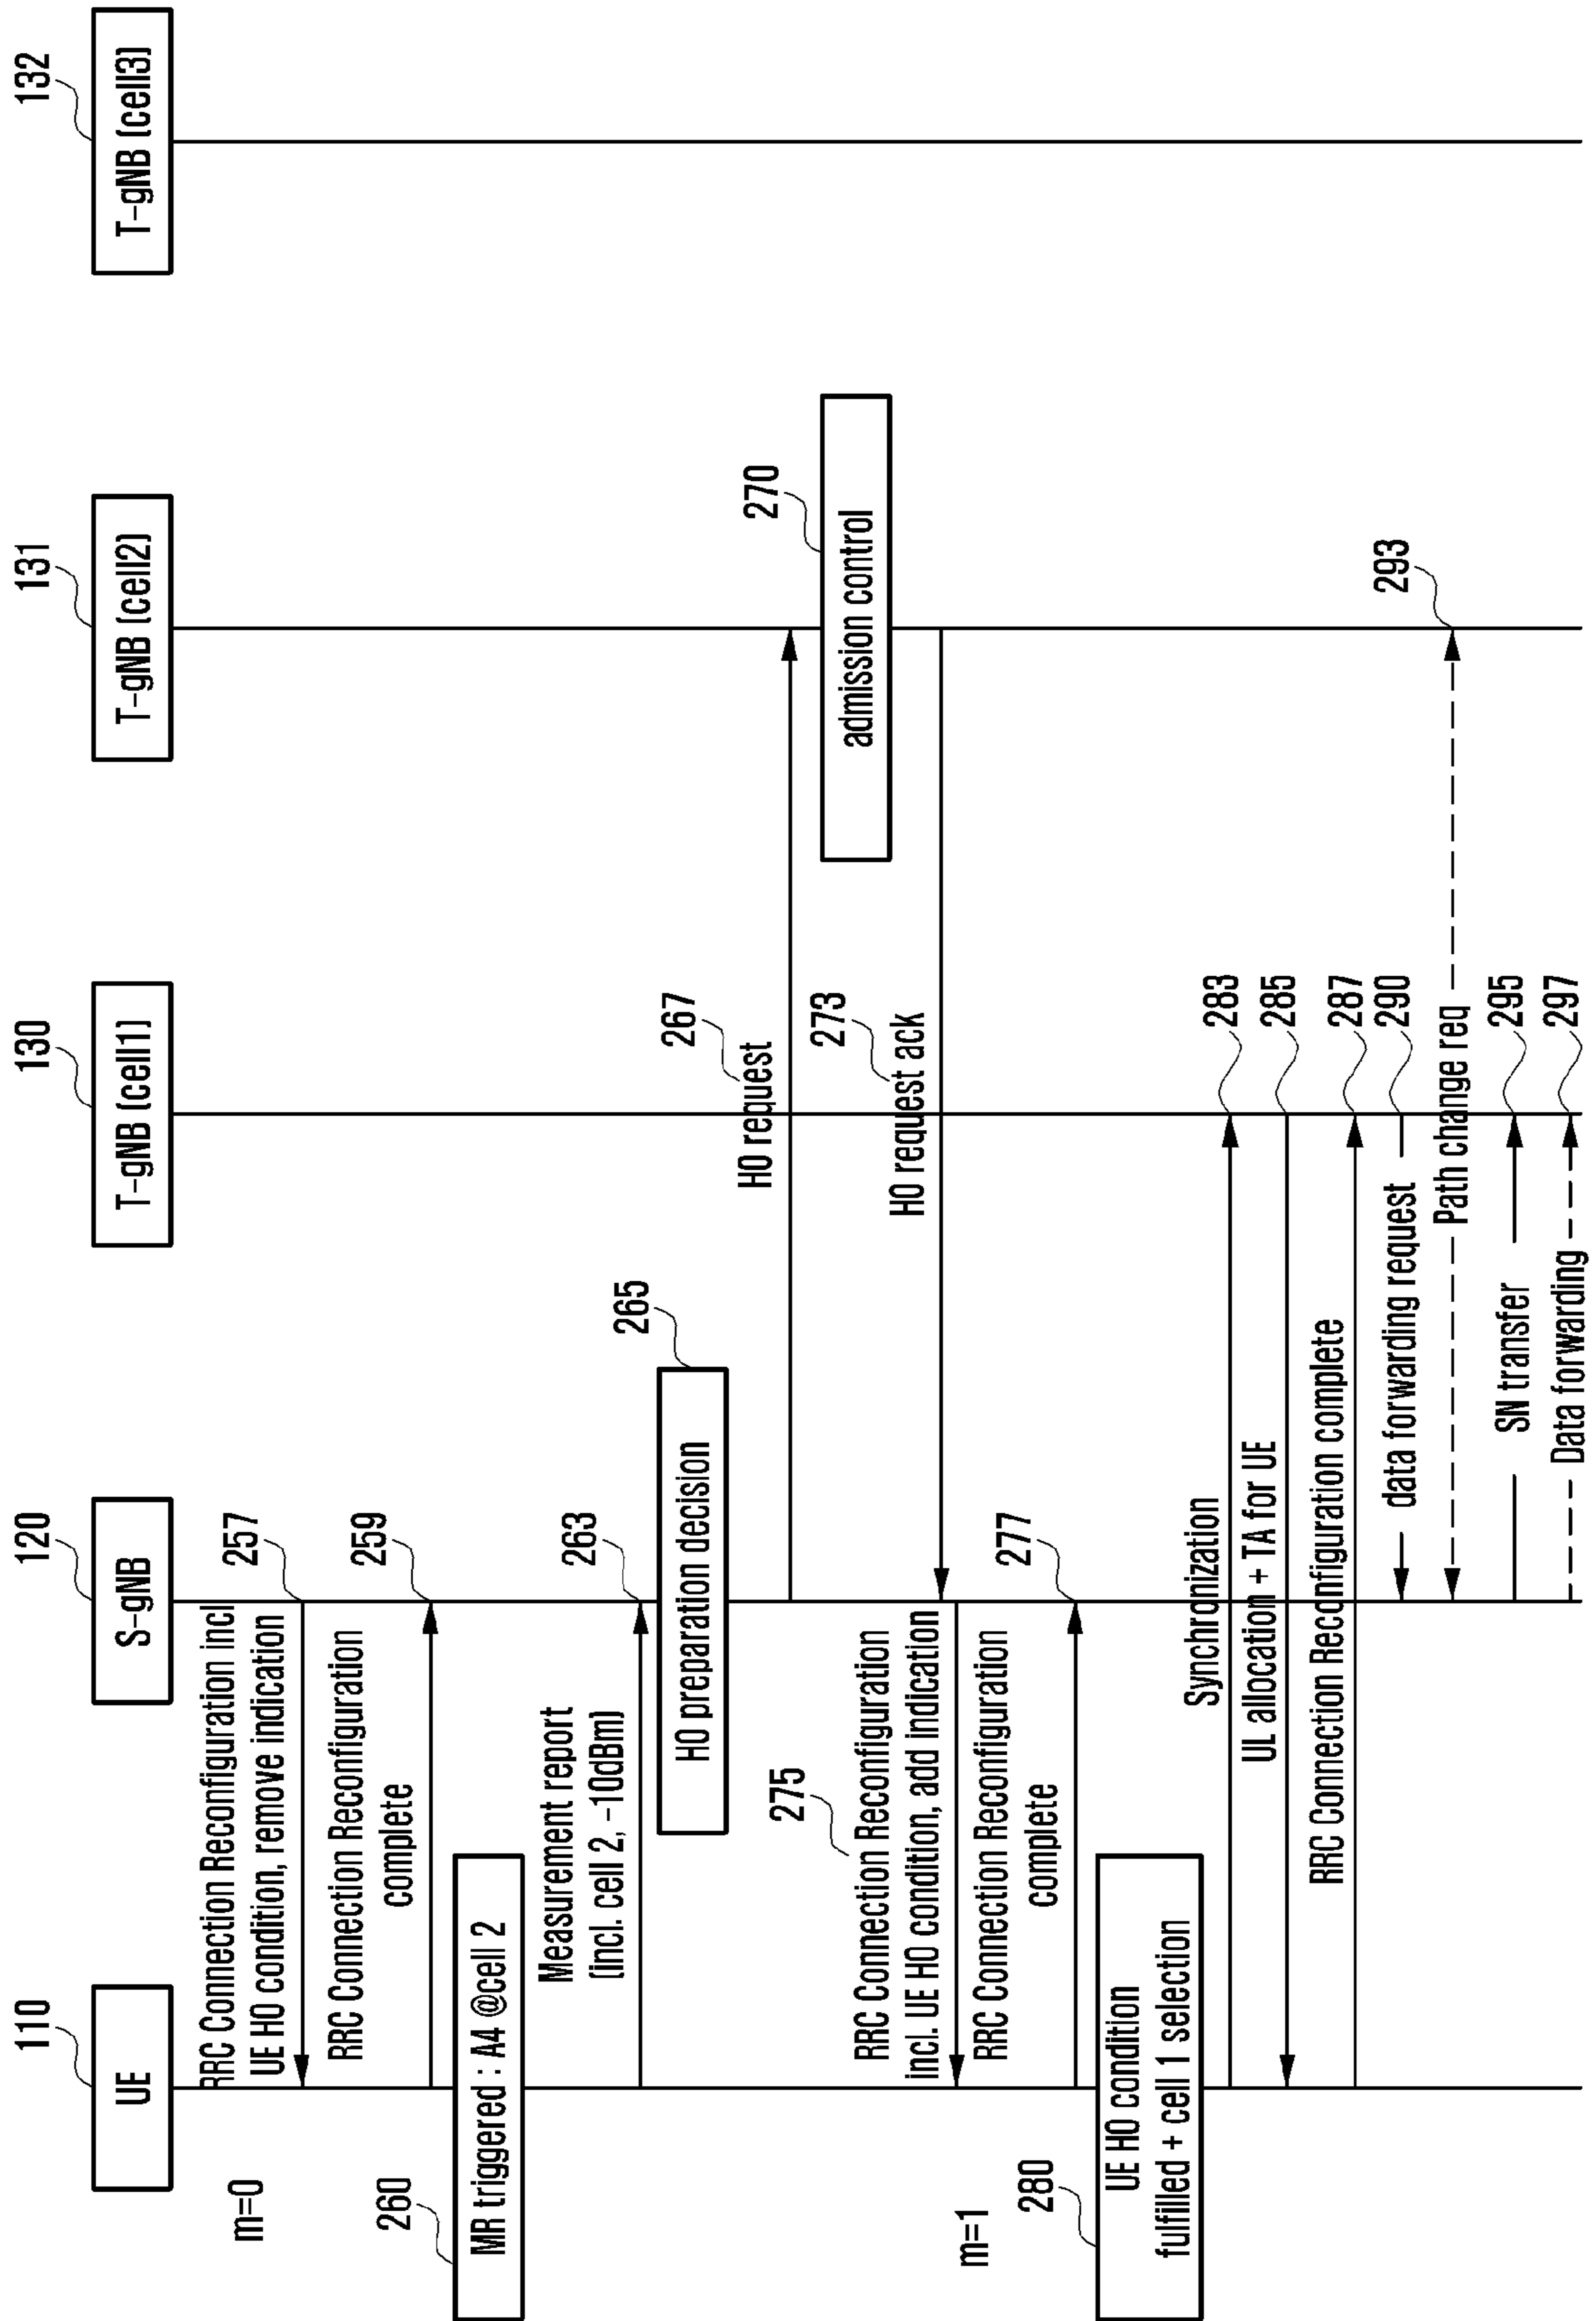 110
UE
120
S-gNB
130
T-gNB (cell1)
131
T-gNB (cell2)
132
T-gNB (cell3)
m=0
RRC Connection Reconfiguration incl
UE HO condition, remove indication
257
RRC Connection Reconfiguration
complete
259
260
MR triggered : A4 @cell 2
Measurement report
(incl. cell 2, -10dBm)
263
HO preparation decision
265
HO request
267
admission control
270
HO request ack
273
275
RRC Connection Reconfiguration
incl. UE HO condition, add indication
m=1
RRC Connection Reconfiguration
complete
277
280
UE HO condition
fulfilled + cell 1 selection
Synchronization
283
UL allocation + TA for UE
285
RRC Connection Reconfiguration complete
287
data forwarding request
290
Path change req
293
SN transfer
295
Data forwarding
297